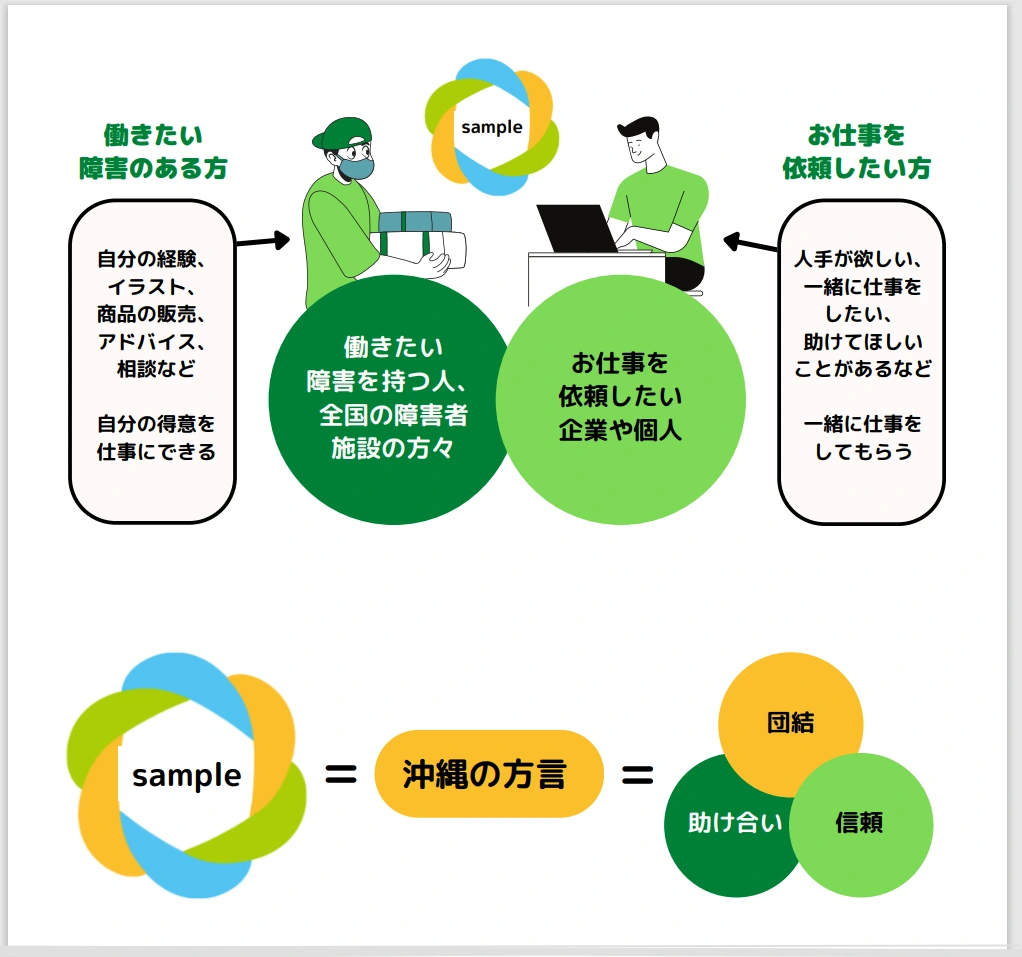 sample
働きたい
障害のある方
お仕事を
依頼したい方
自分の経験、
イラスト、
商品の販売、
アドバイス、
相談など
自分の得意を
仕事にできる
働きたい
障害を持つ人、
全国の障害者
施設の方々
お仕事を
依頼したい
企業や個人
人手が欲しい、
一緒に仕事を
したい、
助けてほしい
ことがあるなど
一緒に仕事を
してもらう
sample
=
沖縄の方言
=
団結
助け合い
信頼